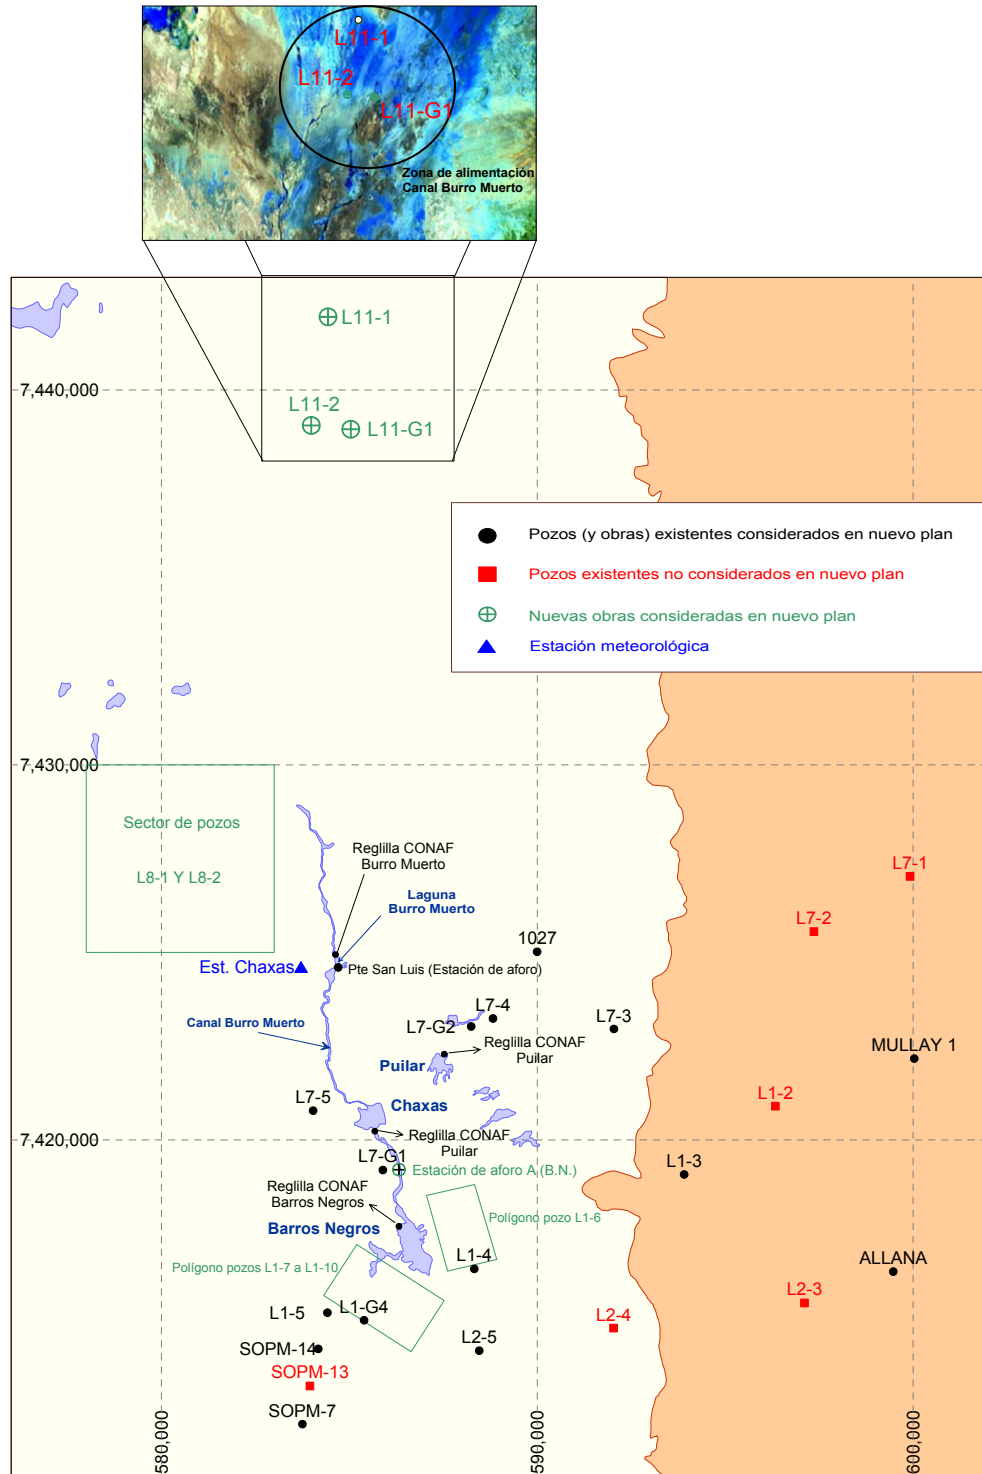 L11-1
L11-2
L11-G1
Zona de alimentación
Canal Burro Muerto
L11-1
7,440,000
L11-2
L11-G1
Pozos (y obras) existentes considerados en nuevo plan
Pozos existentes no considerados en nuevo plan
Nuevas obras consideradas en nuevo plan
Estación meteorológica
7,430,000
Sector de pozos
L8-1 Y L8-2
Reglilla CONAF
Burro Muerto
Laguna
Burro Muerto
L7-1
L7-2
1027
Est. Chaxas
Pte San Luis (Estación de aforo)
L7-4
L7-G2
L7-3
Canal Burro Muerto
Reglilla CONAF
Puilar
MULLAY 1
Puilar
L1-2
L7-5
Chaxas
7,420,000
Reglilla CONAF
Puilar
L7-G1
Estación de aforo A (B.N.)
L1-3
Reglilla CONAF
Barros Negros
Polígono pozo L1-6
Barros Negros
L1-4
ALLANA
Polígono pozos L1-7 a L1-10
L2-3
L1-5
L1-G4
L2-4
SOPM-14
L2-5
SOPM-13
SOPM-7
580,000
590,000
600,000